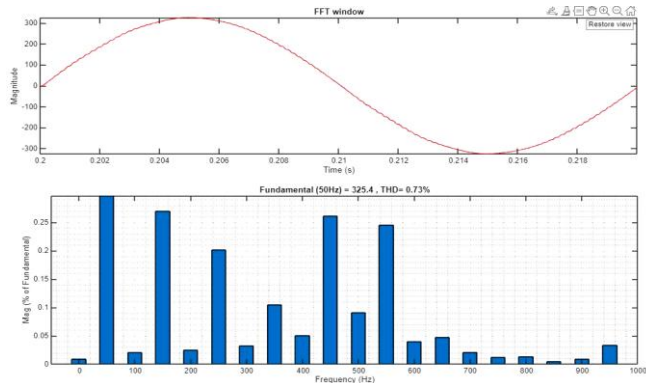 FFT window
Restore view
300
200
100
0
-100
-200
-300
Magnitude
0.2 0.202 0.204 0.206 0.208 0.21 0.212 0.214 0.216 0.218
Time (s)
Fundamental (50Hz) = 325.4 , THD= 0.73%
0.25
0.2
0.15
0.1
0.05
0
Mag (% of Fundamental)
0 100 200 300 400 500 600 700 800 900 1000
Frequency (Hz)